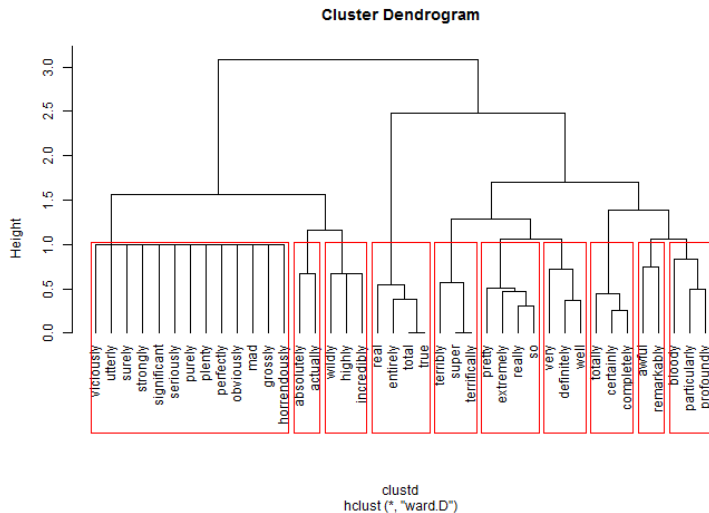 Cluster Dendrogram
Height
3.0
2.5
2.0
1.5
1.0
0.5
0.0
viciously
utterly
surely
strongly
significant
seriously
purely
plenty
perfectly
obviously
mad
grossly
horrendously
absolutely
actually
wildly
highly
incredibly
real
entirely
total
true
terribly
super
terrifically
pretty
extremely
really
so
very
definitely
well
totally
certainly
completely
awful
remarkably
bloody
particularly
profoundly
clustd
hclust (*, "ward.D")